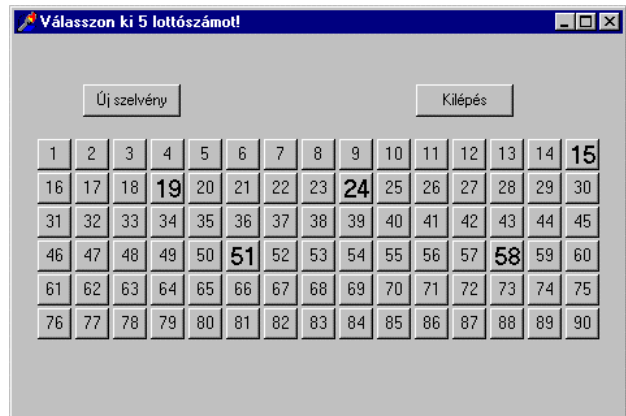 Válasszon ki 5 lottószámot!
Új szelvény Kilépés
1 2 3 4 5 6 7 8 9 10 11 12 13 14 15
16 17 18 19 20 21 22 23 24 25 26 27 28 29 30
31 32 33 34 35 36 37 38 39 40 41 42 43 44 45
46 47 48 49 50 51 52 53 54 55 56 57 58 59 60
61 62 63 64 65 66 67 68 69 70 71 72 73 74 75
76 77 78 79 80 81 82 83 84 85 86 87 88 89 90